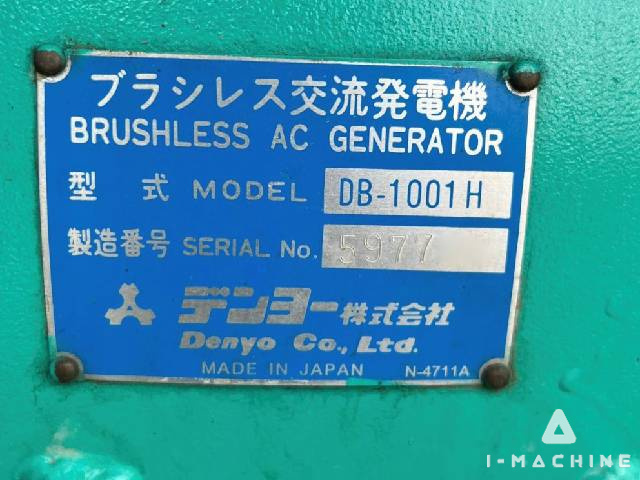 ブラシレス交流発電機
BRUSHLESS AC GENERATOR
型 式 MODEL DB-1001H
製造番号 SERIAL No. 5977
デンヨー株式会社
Denyo Co., Ltd.
MADE IN JAPAN N-4711A
I-MACHINE